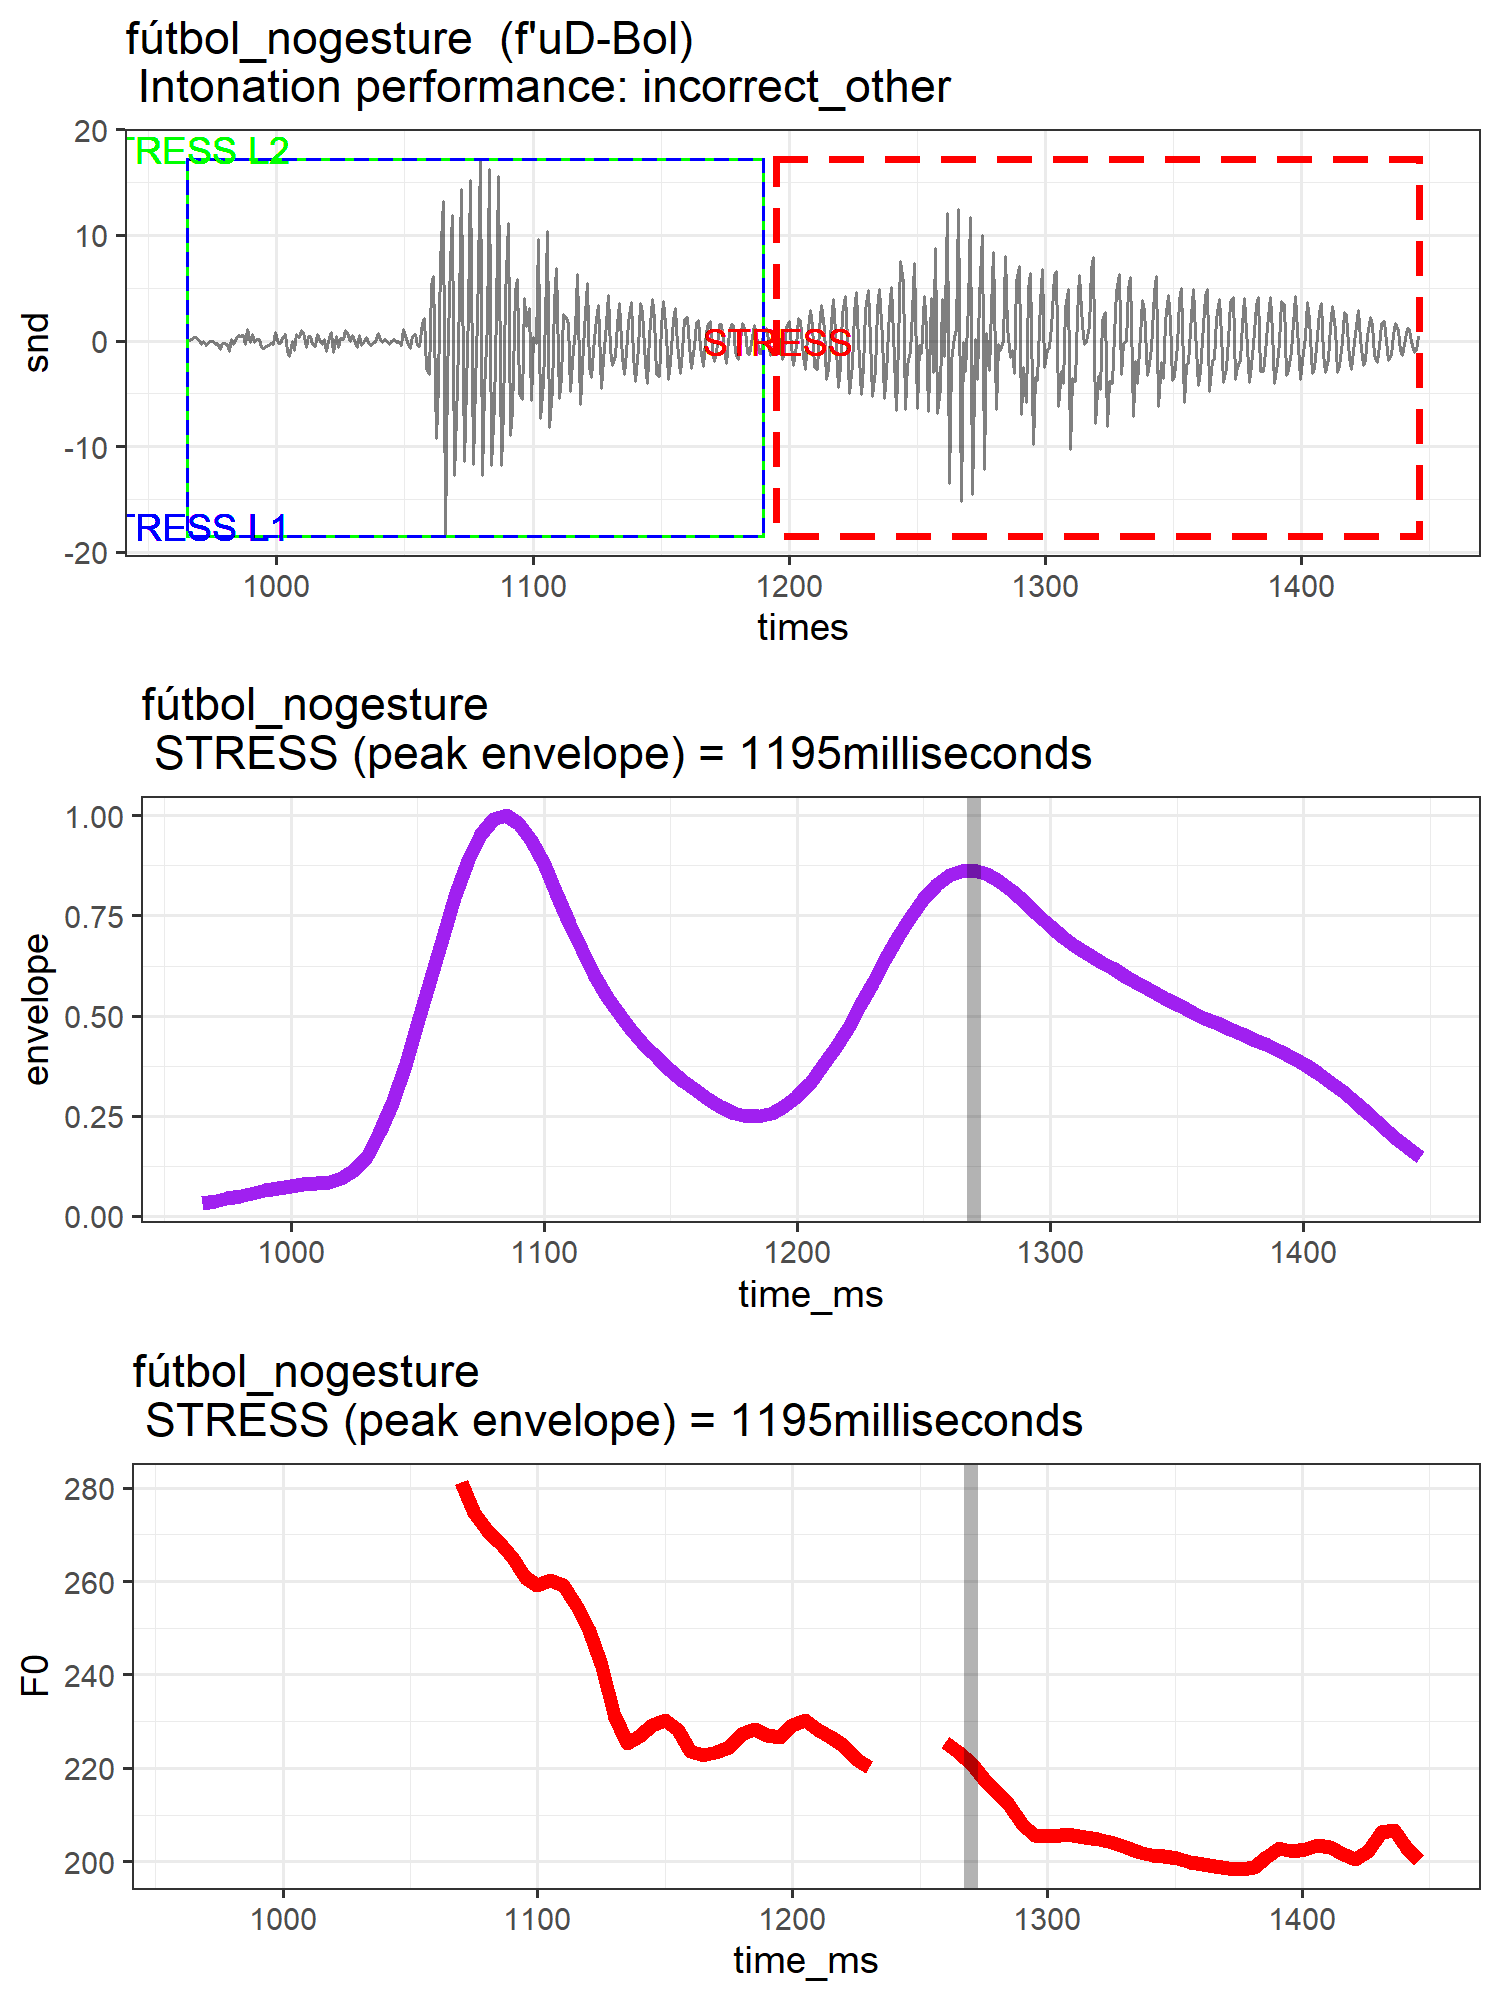 fútbol_nogesture  (f'uD-Bol)
Intonation performance: incorrect_other
20
10
0
-10
-20
snd
TRESS L2
STRESS
TRESS L1
1000 1100 1200 1300 1400
times
fútbol_nogesture
STRESS (peak envelope) = 1195milliseconds
1.00
0.75
0.50
0.25
0.00
envelope
1000 1100 1200 1300 1400
time_ms
fútbol_nogesture
STRESS (peak envelope) = 1195milliseconds
280
260
240
220
200
F0
1000 1100 1200 1300 1400
time_ms